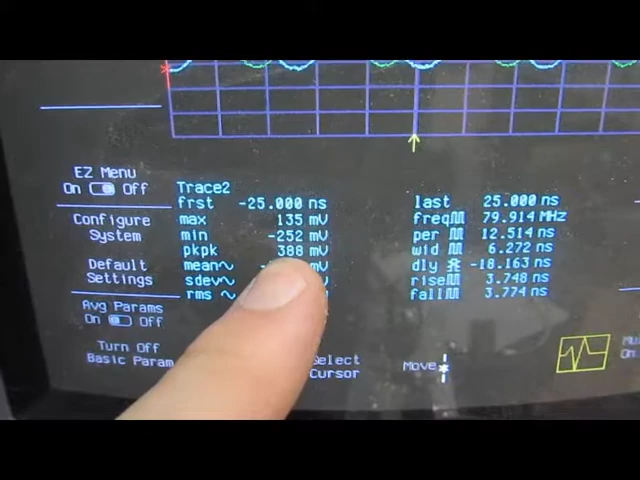 EZ Menu
On Off
Configure
System
Default
Settings
Avg Params
On Off
Turn Off
Basic Param
Trace2
frst -25.000 ns
max 135 mV
min -252 mV
pkpk 388 mV
mean mV
sdev
rms
last 25.000 ns
freq 79.914 MHz
per 12.514 ns
wid 6.272 ns
dly -18.163 ns
rise 3.748 ns
fall 3.774 ns
Select
Cursor
Move